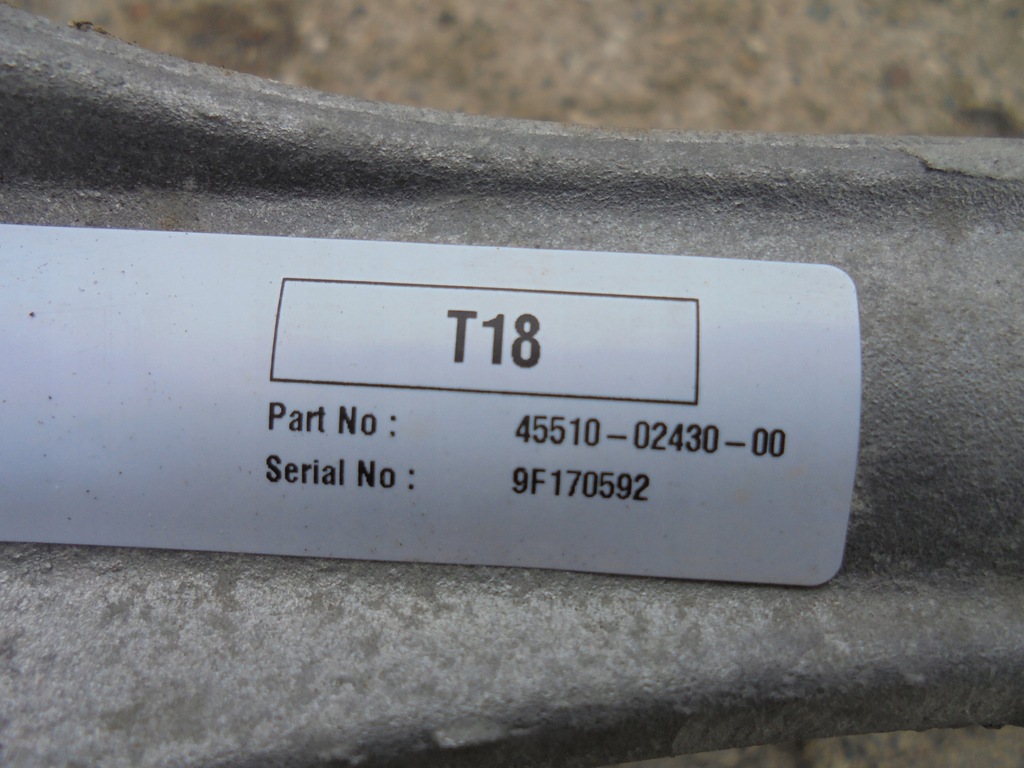 T18
Part No : 45510-02430-00
Serial No : 9F170592